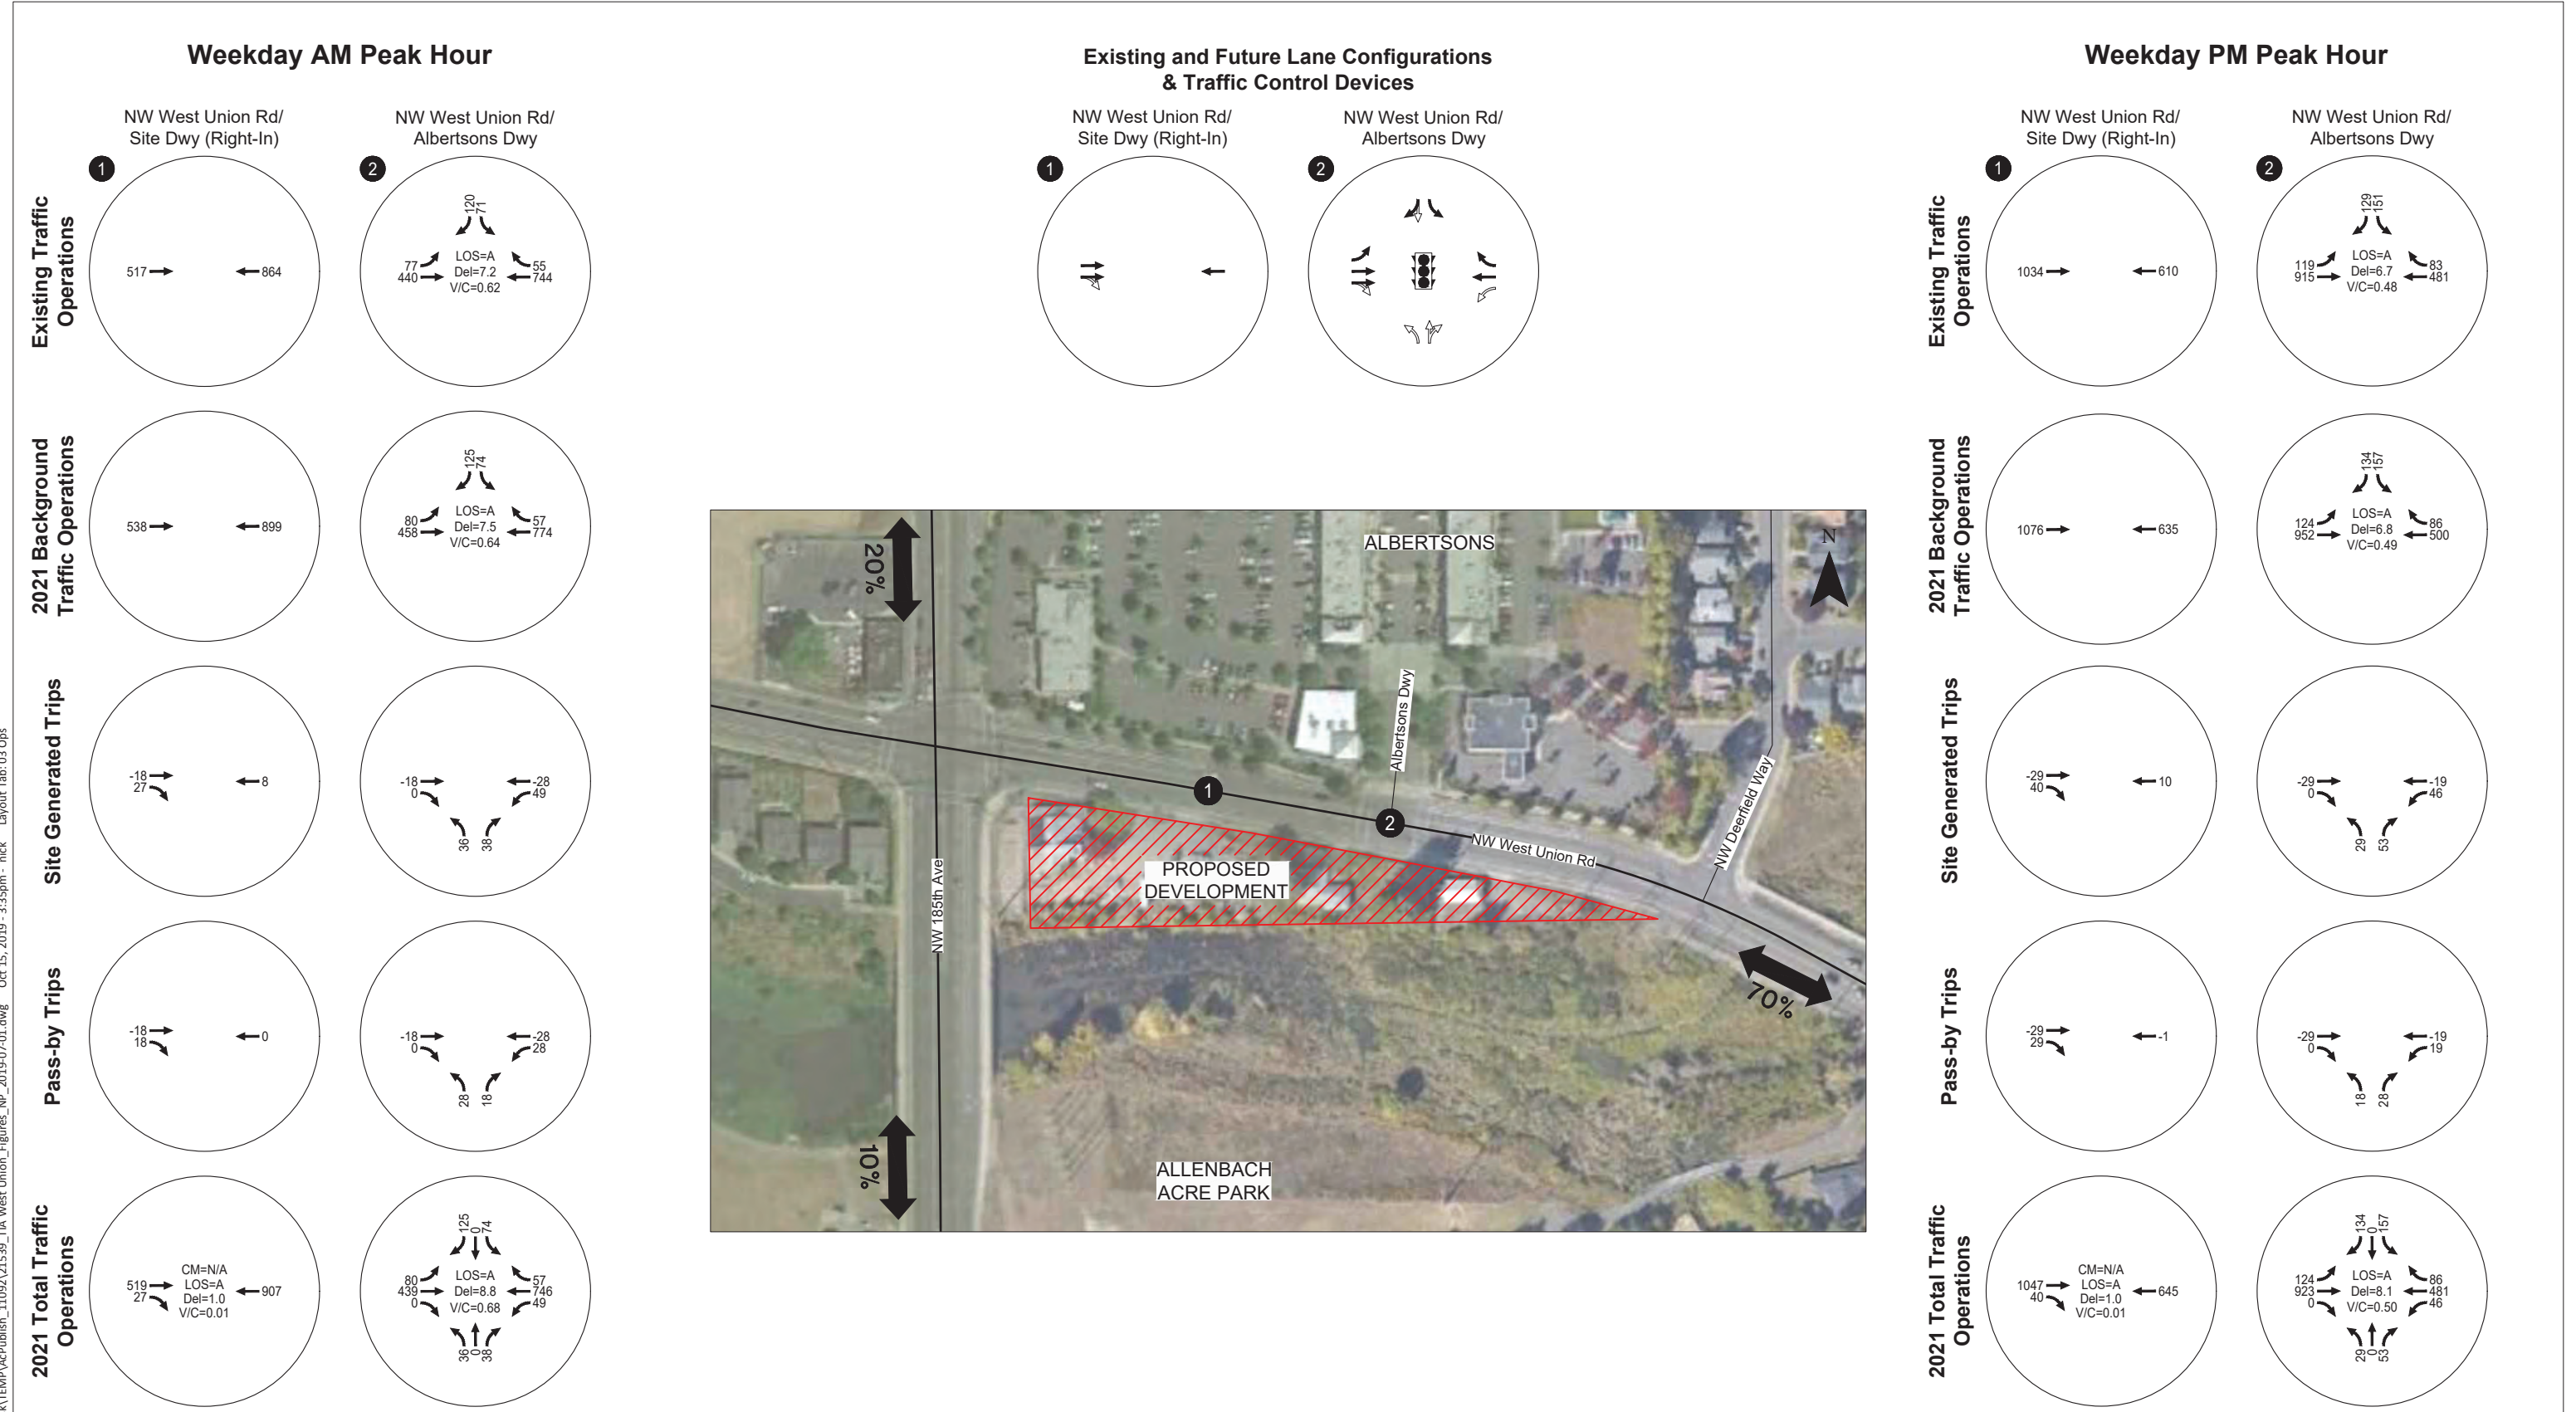 Weekday AM Peak Hour
NW West Union Rd/
Site Dwy (Right-In)
NW West Union Rd/
Albertsons Dwy
1
2
Existing Traffic
Operations
517
864
120
71
77
440
LOS=A
Del=7.2
V/C=0.62
55
744
2021 Background
Traffic Operations
538
899
125
74
80
458
LOS=A
Del=7.5
V/C=0.64
57
774
Site Generated Trips
-18
27
8
-18
0
-28
49
36
38
Pass-by Trips
-18
18
0
-18
0
-28
28
28
18
2021 Total Traffic
Operations
519
27
CM=N/A
LOS=A
Del=1.0
V/C=0.01
907
125
0
74
80
439
0
LOS=A
Del=8.8
V/C=0.68
57
746
49
36
0
38
Existing and Future Lane Configurations
& Traffic Control Devices
NW West Union Rd/
Site Dwy (Right-In)
NW West Union Rd/
Albertsons Dwy
1
2
20%
ALBERTSONS
N
Albertsons Dwy
1
2
NW West Union Rd
NW Deerfield Way
PROPOSED
DEVELOPMENT
NW 185th Ave
70%
10%
ALLENBACH
ACRE PARK
Weekday PM Peak Hour
NW West Union Rd/
Site Dwy (Right-In)
NW West Union Rd/
Albertsons Dwy
1
2
Existing Traffic
Operations
1034
610
129
151
119
915
LOS=A
Del=6.7
V/C=0.48
83
481
2021 Background
Traffic Operations
1076
635
134
157
124
952
LOS=A
Del=6.8
V/C=0.49
86
500
Site Generated Trips
-29
40
10
-29
0
-19
46
29
53
Pass-by Trips
-29
29
-1
-29
0
-19
19
18
28
2021 Total Traffic
Operations
1047
40
CM=N/A
LOS=A
Del=1.0
V/C=0.01
645
134
0
157
124
923
0
LOS=A
Del=8.1
V/C=0.50
86
481
46
29
0
53
Oct 15, 2019 - 3:35pm - nick Layout Tab: 03 Ops